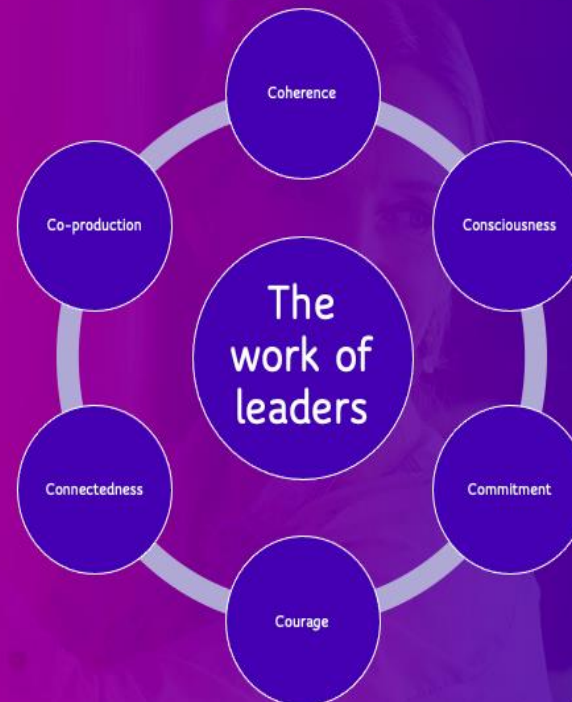 Coherence
Consciousness
Commitment
Courage
Connectedness
Co-production
The
work of
leaders